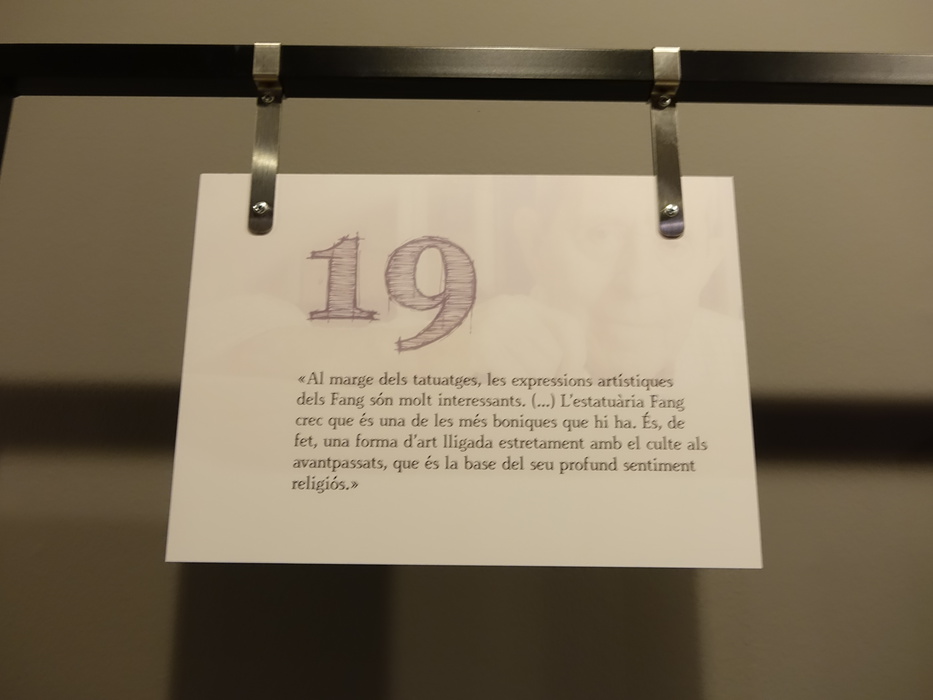 19
«Al marge dels tatuatges, les expressions artístiques
dels Fang són molt interessants. (...) L'estatuària Fang
crec que és una de les més boniques que hi ha. És, de
fet, una forma d'art lligada estretament amb el culte als
avantpassats, que és la base del seu profund sentiment
religiós.»